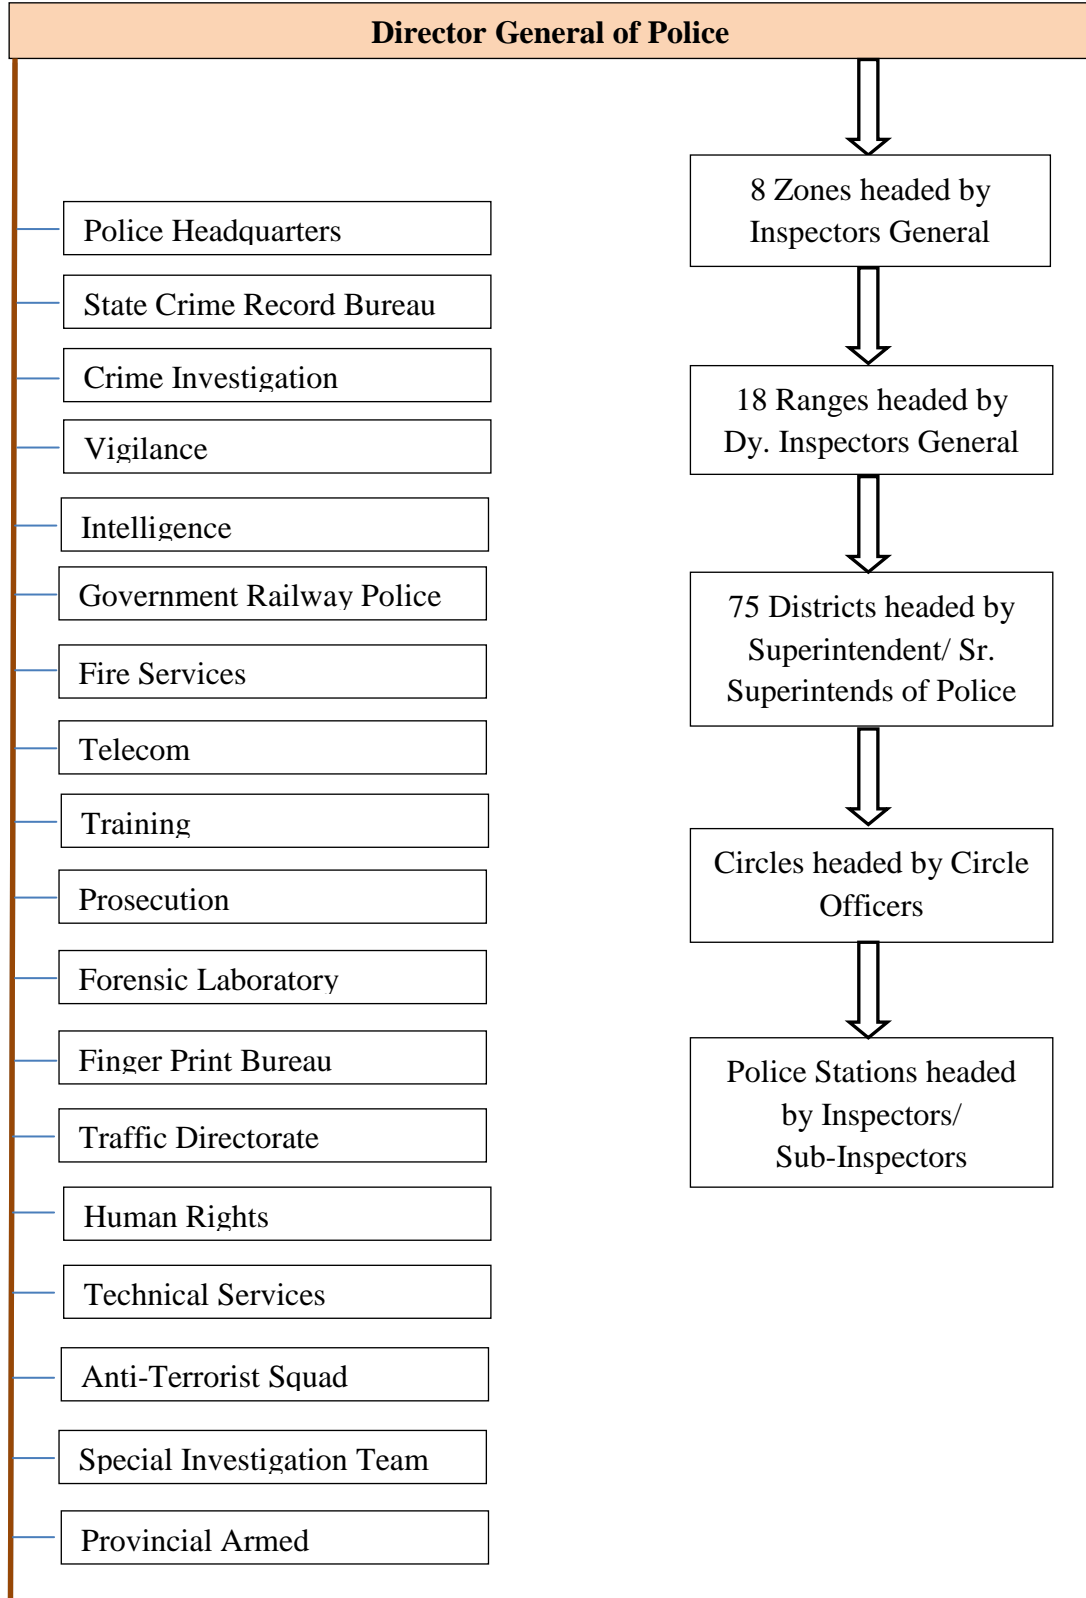 Director General of Police
Police Headquarters
State Crime Record Bureau
Crime Investigation
Vigilance
Intelligence
Government Railway Police
Fire Services
Telecom
Training
Prosecution
Forensic Laboratory
Finger Print Bureau
Traffic Directorate
Human Rights
Technical Services
Anti-Terrorist Squad
Special Investigation Team
Provincial Armed
8 Zones headed by
Inspectors General
18 Ranges headed by
Dy. Inspectors General
75 Districts headed by
Superintendent/ Sr.
Superintends of Police
Circles headed by Circle
Officers
Police Stations headed
by Inspectors/
Sub-Inspectors